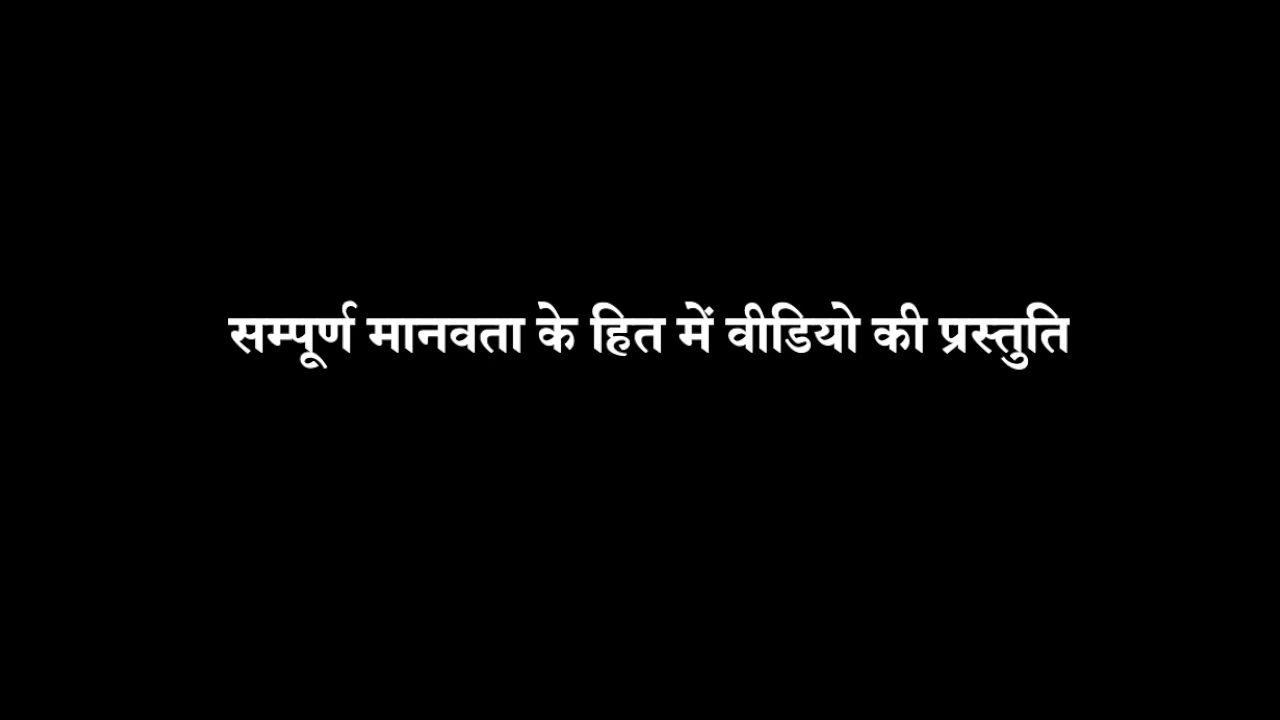 सम्पूर्ण मानवता के हित में वीडियो की प्रस्तुति